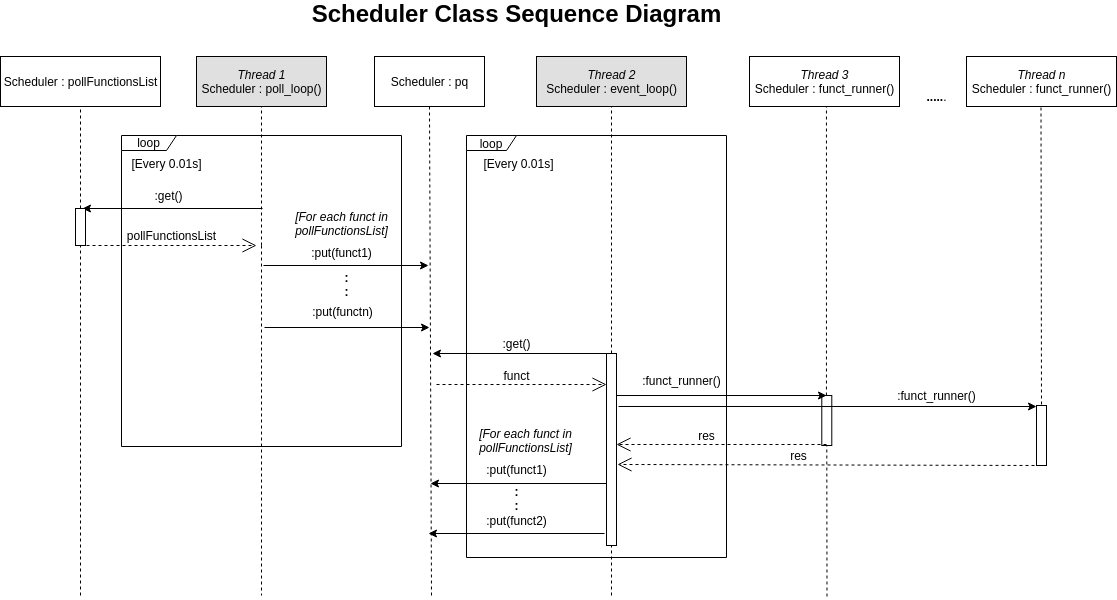 Scheduler Class Sequence Diagram
Scheduler : pollFunctionsList
Thread 1
Scheduler : poll_loop()
Scheduler : pq
Thread 2
Scheduler : event_loop()
Thread 3
Scheduler : funct_runner()
......
Thread n
Scheduler : funct_runner()
loop
[Every 0.01s]
loop
[Every 0.01s]
:get()
[For each funct in
pollFunctionsList]
pollFunctionsList
:put(funct1)
:
:
:put(functn)
:get()
funct
:funct_runner()
:funct_runner()
[For each funct in
pollFunctionsList]
res
res
:put(funct1)
:
:
:put(funct2)